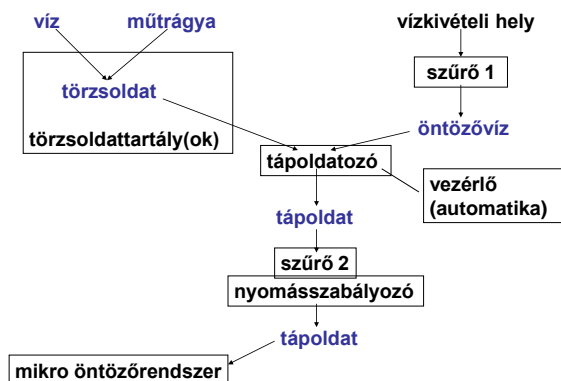 víz
műtrágya
vízkivételi hely
szűrő 1
törzsoldat
törzsoldattartály(ok)
öntözővíz
tápoldatozó
vezérlő
(automatika)
tápoldat
szűrő 2
nyomásszabályozó
tápoldat
mikro öntözőrendszer